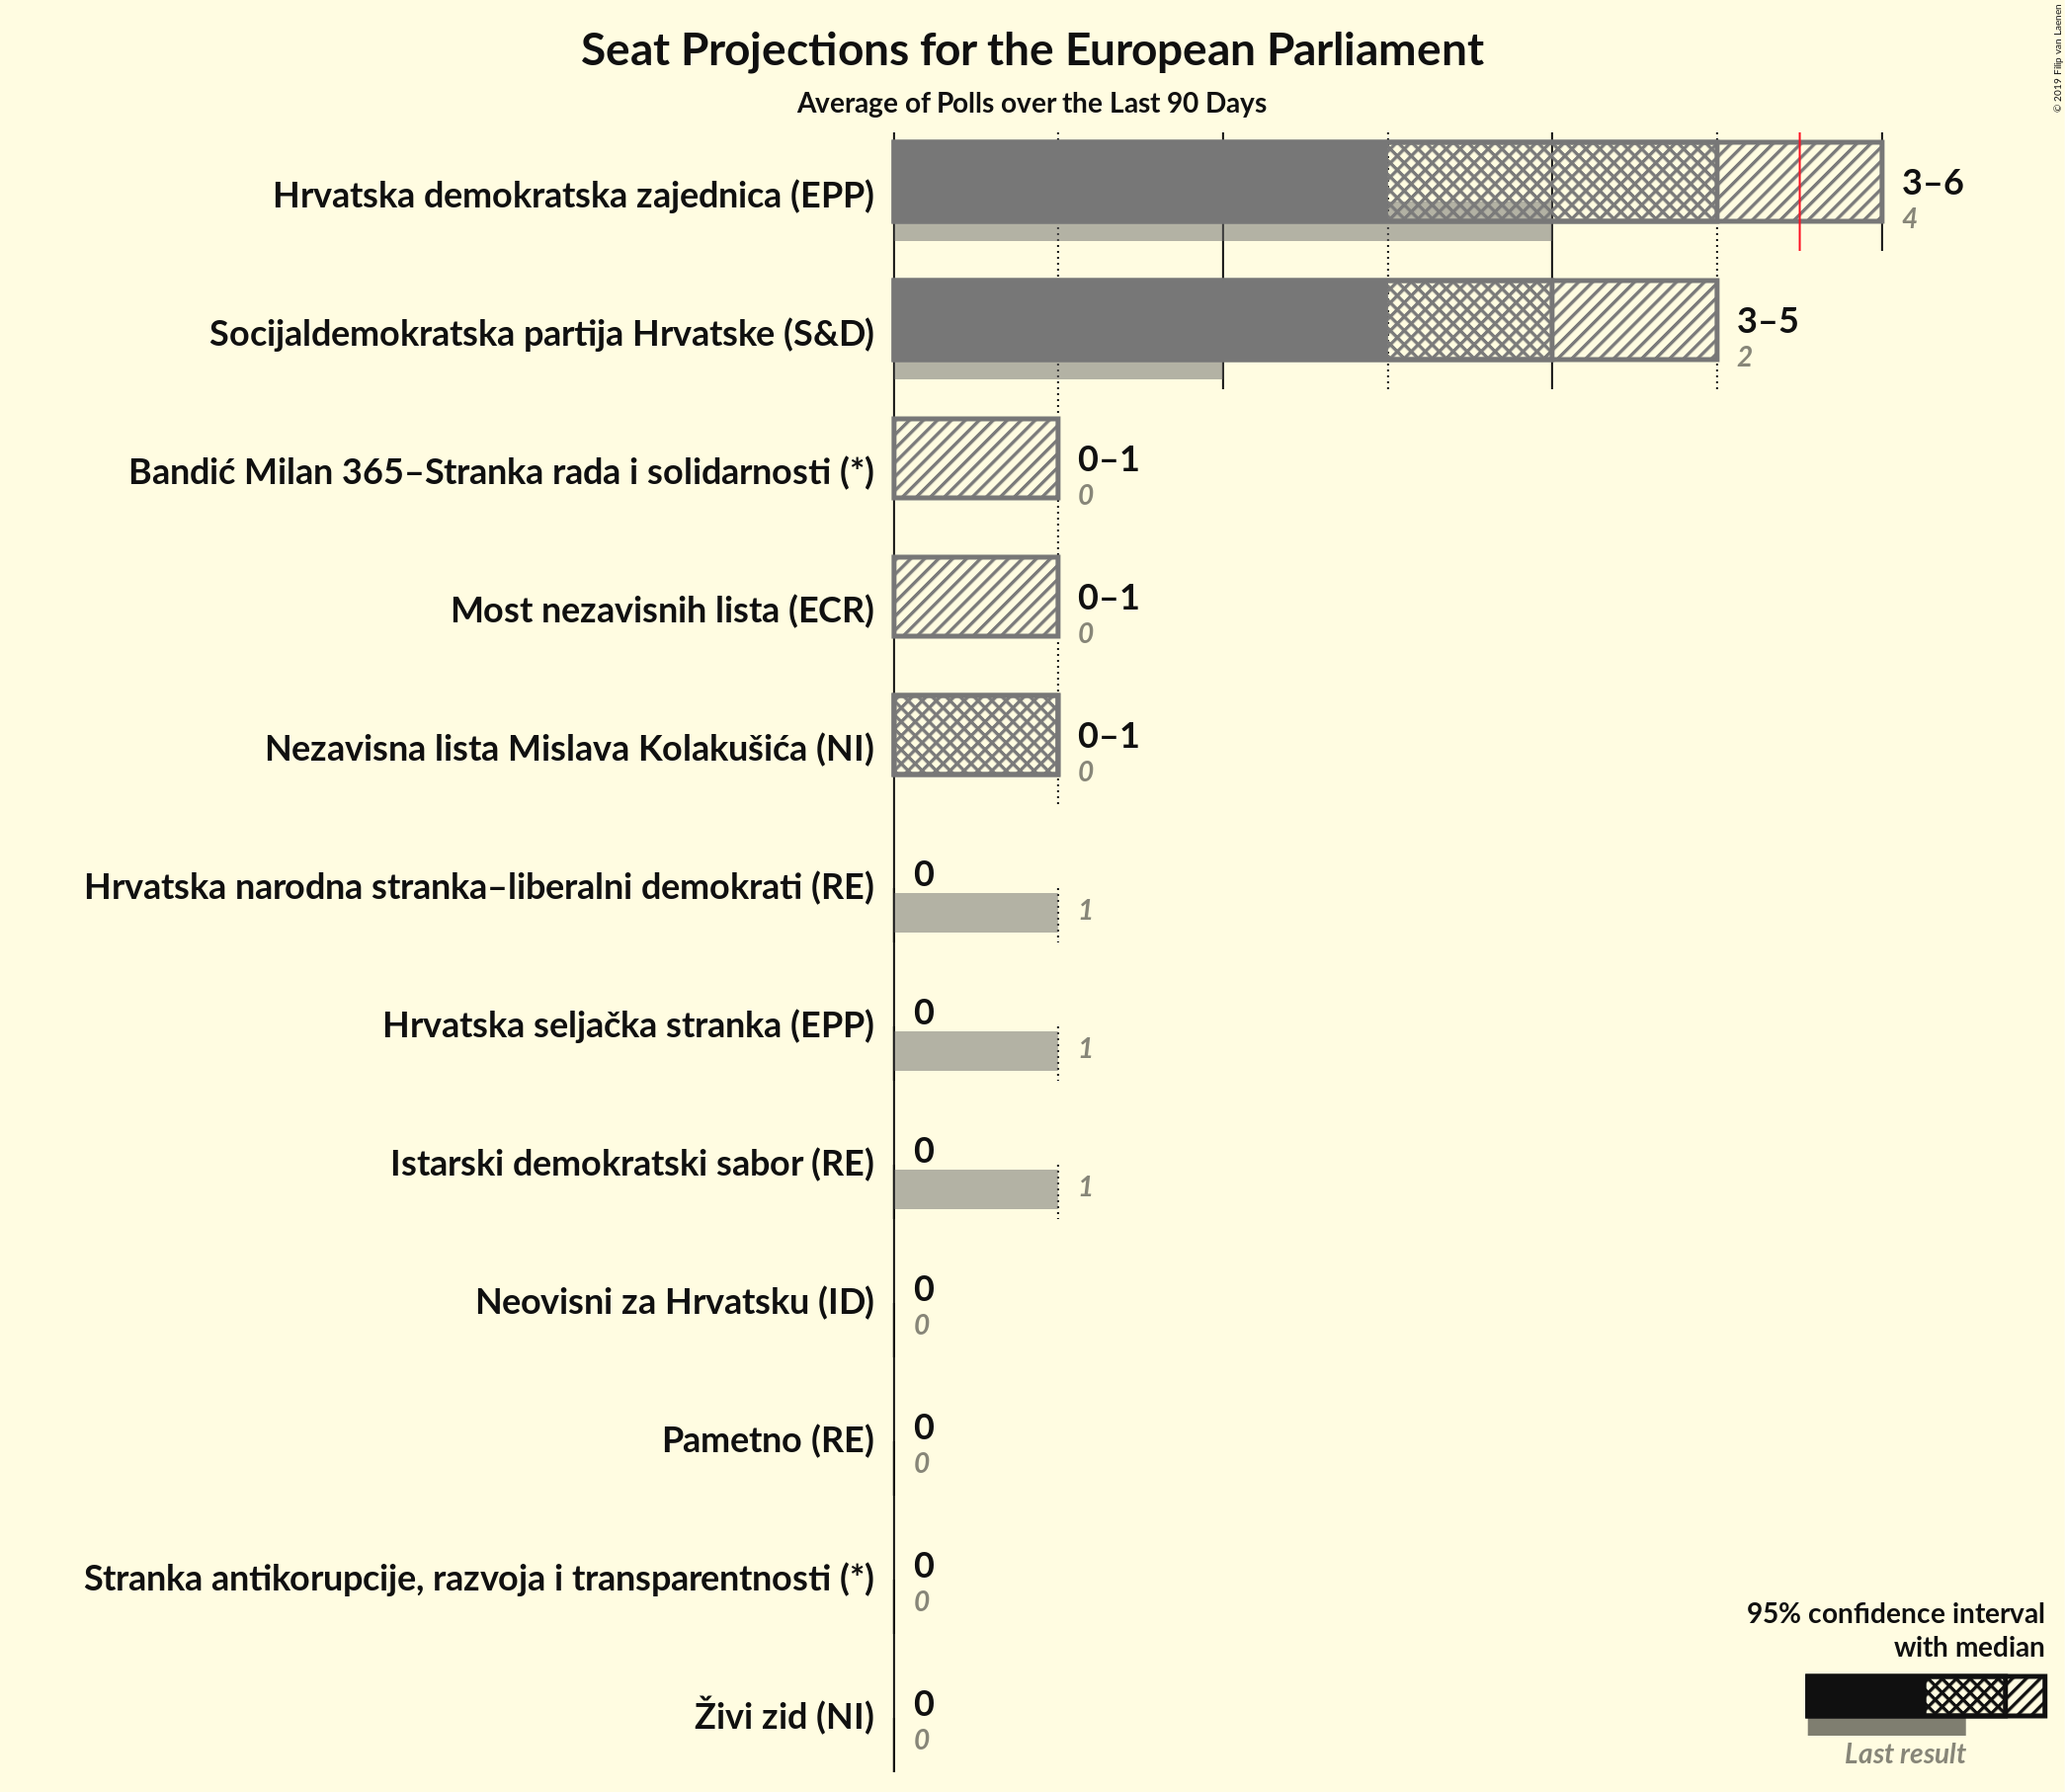 Seat Projections for the European Parliament
Average of Polls over the Last 90 Days
© 2019 Filip van Laenen
Hrvatska demokratska zajednica (EPP)
3–6
4
Socijaldemokratska partija Hrvatske (S&D)
3–5
2
Bandić Milan 365–Stranka rada i solidarnosti (*)
0–1
0
Most nezavisnih lista (ECR)
0–1
0
Nezavisna lista Mislava Kolakušića (NI)
0–1
0
Hrvatska narodna stranka–liberalni demokrati (RE)
0
1
Hrvatska seljačka stranka (EPP)
0
1
Istarski demokratski sabor (RE)
0
1
Neovisni za Hrvatsku (ID)
0
0
Pametno (RE)
0
0
Stranka antikorupcije, razvoja i transparentnosti (*)
0
0
Živi zid (NI)
0
0
95% confidence interval
with median
Last result